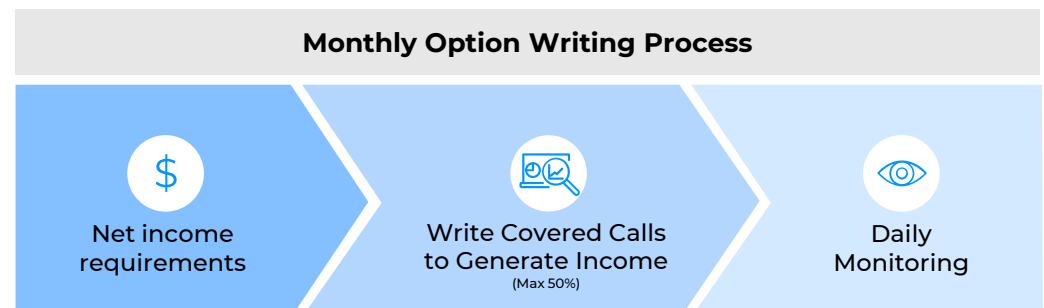 Monthly Option Writing Process
$
Net income
requirements
Write Covered Calls
to Generate Income
(Max 50%)
Daily
Monitoring